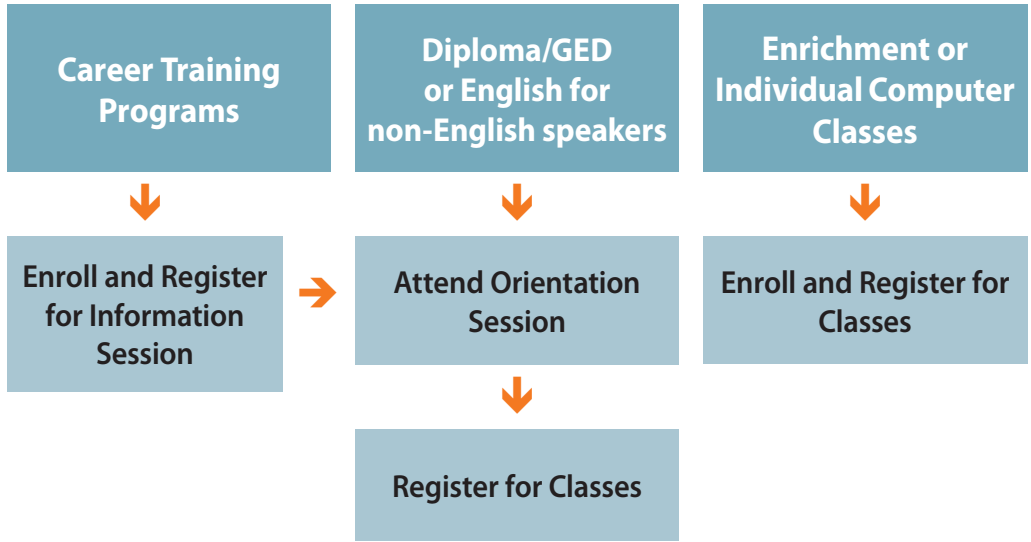 Career Training
Programs
Diploma/GED
or English for
non-English speakers
Enrichment or
Individual Computer
Classes
Enroll and Register
for Information
Session
Attend Orientation
Session
Enroll and Register for
Classes
Register for Classes